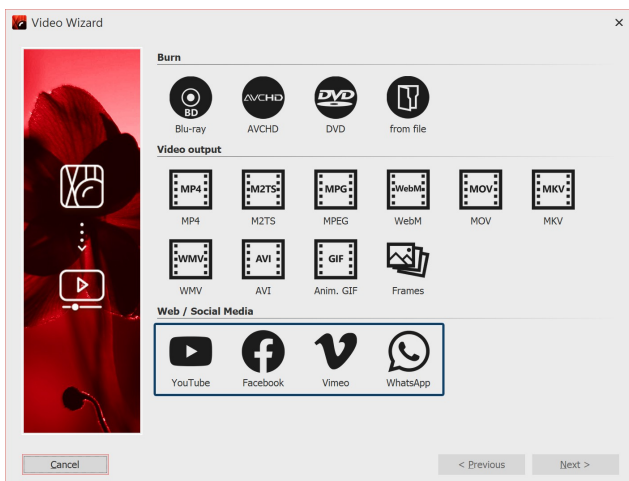 Video Wizard
Burn
BD
AVCHD
DVD
Blu-ray AVCHD DVD from file
Video output
MP4 M2TS MPG WebM MOV MKV
MP4 M2TS MPEG WebM MOV MKV
WMV AVI GIF
WMV AVI Anim. GIF Frames
Web / Social Media
YouTube Facebook Vimeo WhatsApp
Cancel < Previous Next >